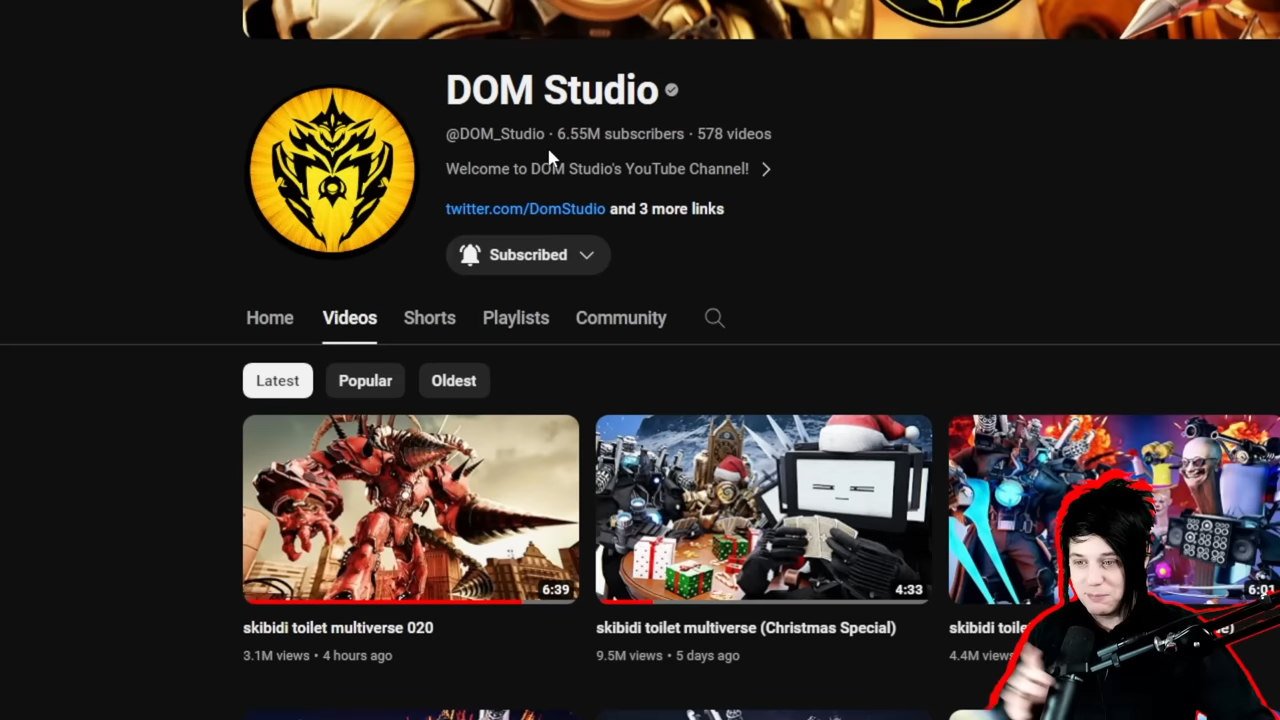 DOM Studio
@DOM_Studio · 6.55M subscribers · 578 videos
Welcome to DOM Studio's YouTube Channel!
twitter.com/DomStudio and 3 more links
Subscribed
Home Videos Shorts Playlists Community
Latest Popular Oldest
6:39 4:33 6:01
skibidi toilet multiverse 020 skibidi toilet multiverse (Christmas Special) skibidi
3.1M views • 4 hours ago 9.5M views • 5 days ago 4.4M views